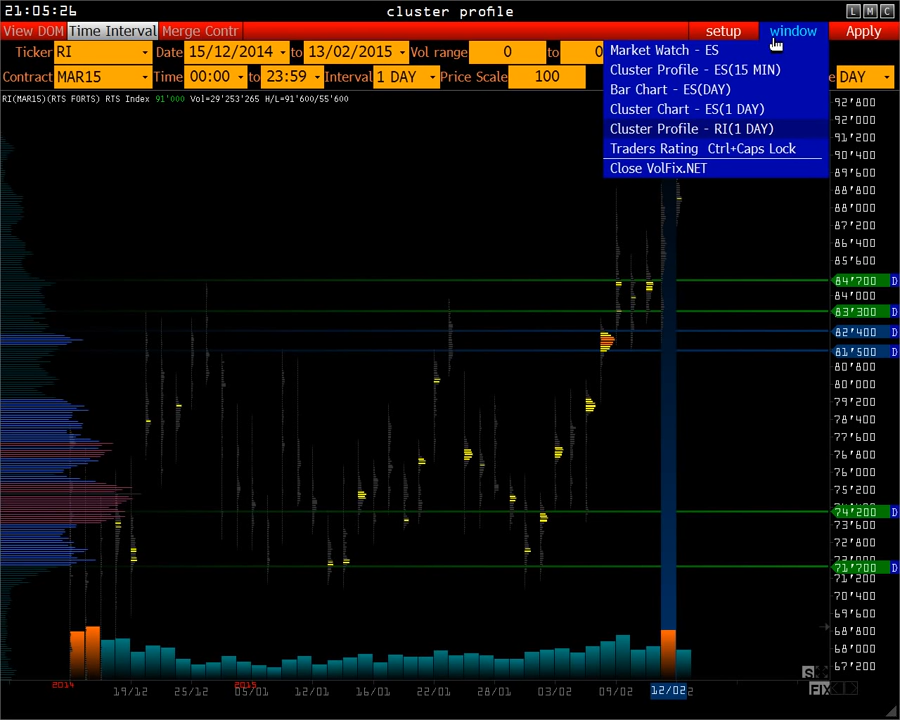 21:05:26 cluster profile L M C
View DOM Time Interval Merge Contr setup window Apply
Ticker RI Date 15/12/2014 to 13/02/2015 Vol range 0 to 0
Contract MAR15 Time 00:00 to 23:59 Interval 1 DAY Price Scale 100 DAY
Market Watch - ES
Cluster Profile - ES(15 MIN)
Bar Chart - ES(DAY)
Cluster Chart - ES(1 DAY)
Cluster Profile - RI(1 DAY)
Traders Rating Ctrl+Caps Lock
Close VolFix.NET
RI(MAR15)(RTS FORTS) RTS Index 91'000 Vol=29'253'265 H/L=91'600/55'600
92'800
92'000
91'200
90'400
89'600
88'800
88'000
87'200
86'400
85'600
84'700 D
84'000
83'300 D
82'400 D
81'500 D
80'800
80'000
79'200
78'400
77'600
76'800
76'000
75'200
74'200 D
73'600
72'800
71'700 D
71'200
70'400
69'600
68'800
68'000
67'200
S
FIX
2014 2015
19/12 25/12 05/01 12/01 16/01 22/01 28/01 03/02 09/02 12/02